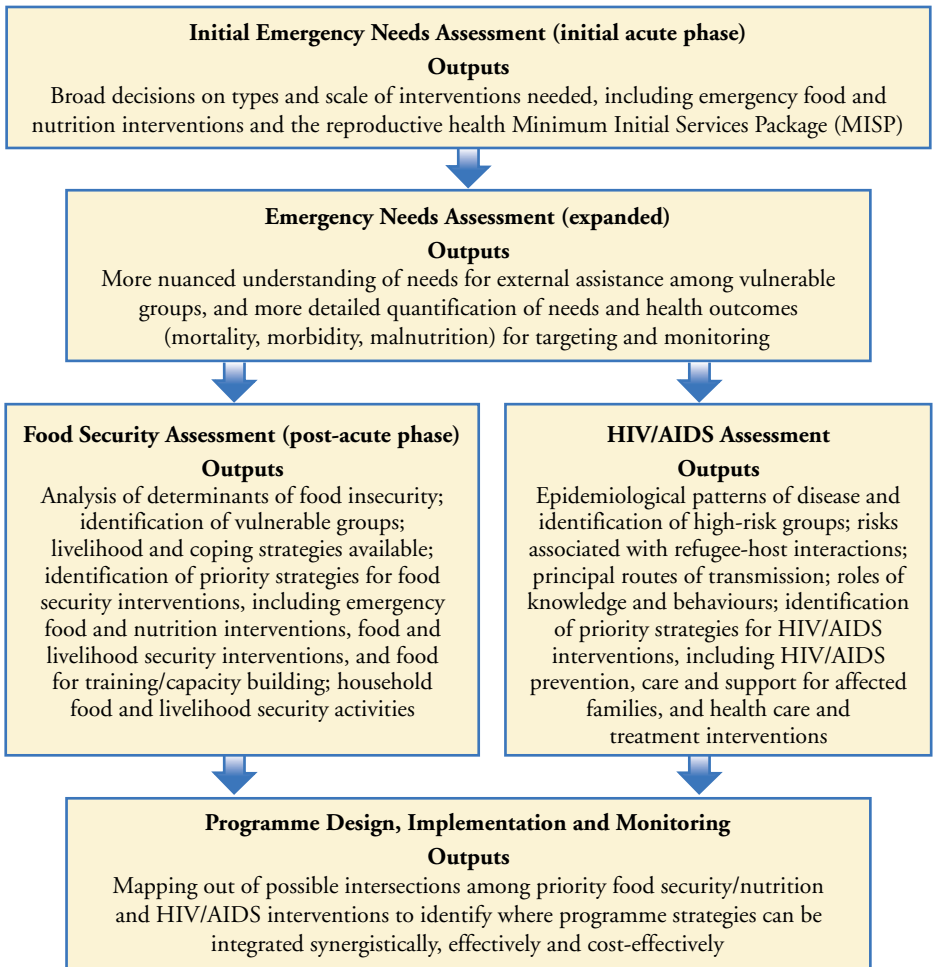 Initial Emergency Needs Assessment (initial acute phase)
Outputs
Broad decisions on types and scale of interventions needed, including emergency food and
nutrition interventions and the reproductive health Minimum Initial Services Package (MISP)
Emergency Needs Assessment (expanded)
Outputs
More nuanced understanding of needs for external assistance among vulnerable
groups, and more detailed quantification of needs and health outcomes
(mortality, morbidity, malnutrition) for targeting and monitoring
Food Security Assessment (post-acute phase)
Outputs
Analysis of determinants of food insecurity;
identification of vulnerable groups;
livelihood and coping strategies available;
identification of priority strategies for food
security interventions, including emergency
food and nutrition interventions, food and
livelihood security interventions, and food
for training/capacity building; household
food and livelihood security activities
HIV/AIDS Assessment
Outputs
Epidemiological patterns of disease and
identification of high-risk groups; risks
associated with refugee-host interactions;
principal routes of transmission; roles of
knowledge and behaviours; identification
of priority strategies for HIV/AIDS
interventions, including HIV/AIDS
prevention, care and support for affected
families, and health care and
treatment interventions
Programme Design, Implementation and Monitoring
Outputs
Mapping out of possible intersections among priority food security/nutrition
and HIV/AIDS interventions to identify where programme strategies can be
integrated synergistically, effectively and cost-effectively